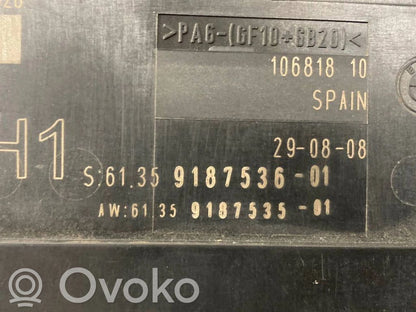 >PA6-(GF10+GB20)<
106818 10
SPAIN
H1
29-08-08
S:61.35 9187536-01
AW:61 35 9187535-01
OVOKO